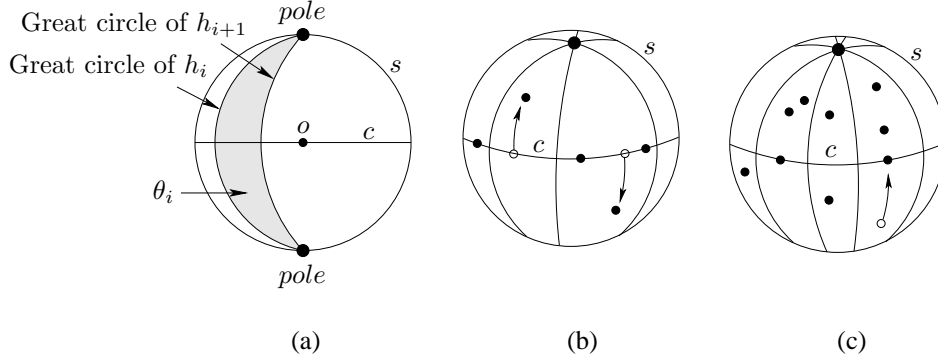 pole
Great circle of h_{i+1}
Great circle of h_i
s
o
c
θ_i
pole
(a)
s
c
(b)
s
c
(c)